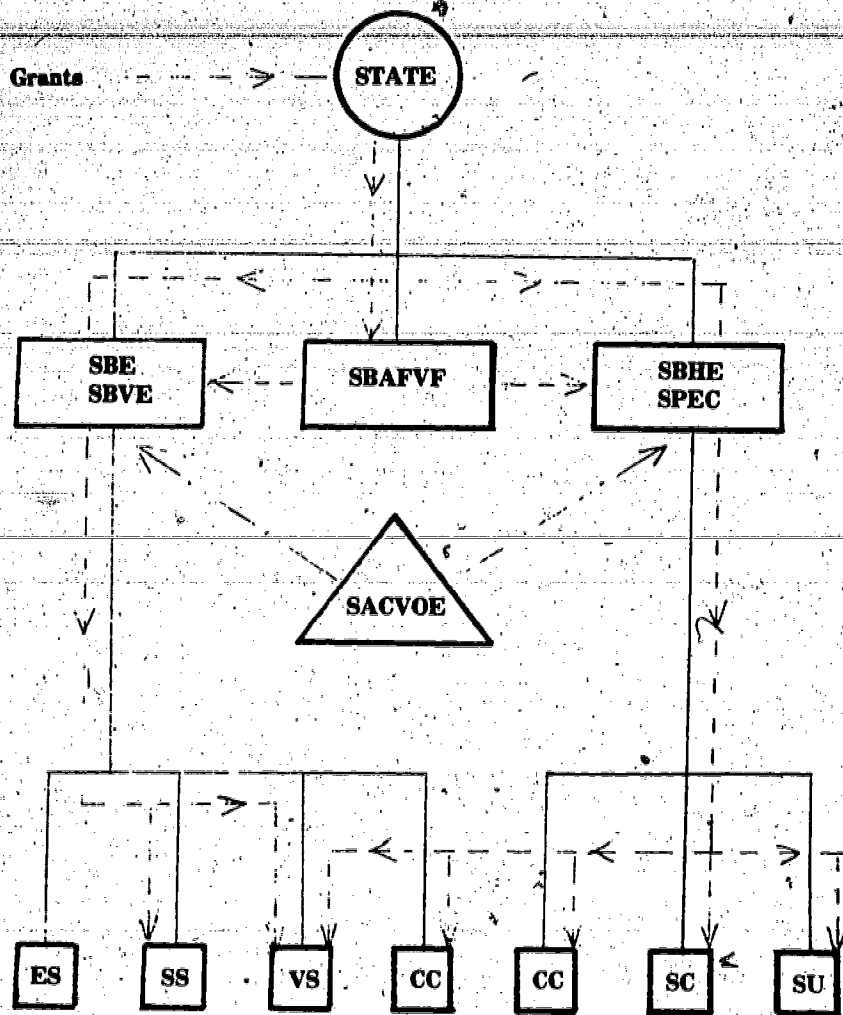 Grants
STATE
SBE
SBVE
SBAFVF
SBHE
SPEC
SACVOE
ES
SS
VS
CC
CC
SC
SU